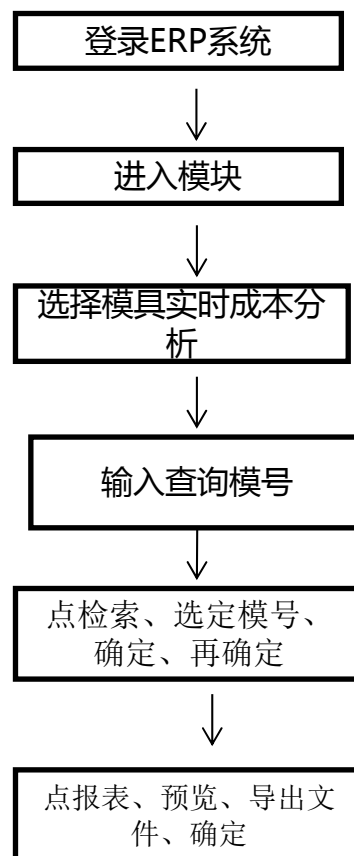 登录ERP系统
进入模块
选择模具实时成本分
析
输入查询模号
点检索、选定模号、
确定、再确定
点报表、预览、导出文
件、确定